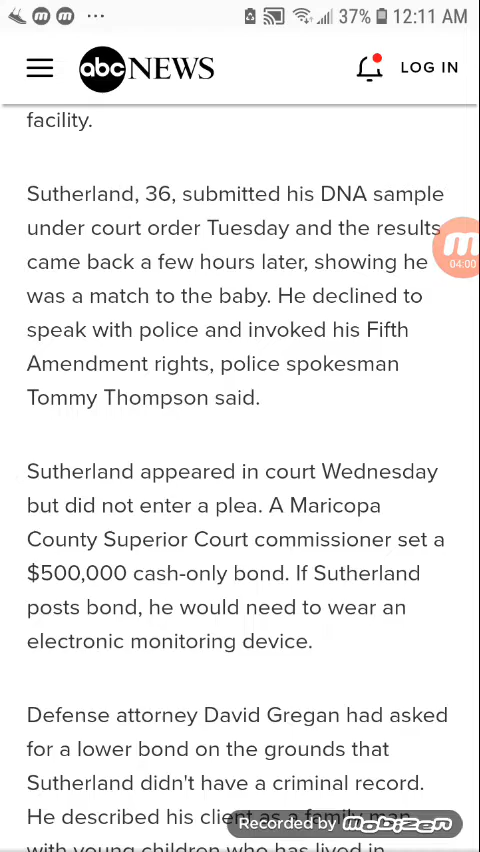 37% 12:11 AM
abc NEWS LOG IN
facility.
Sutherland, 36, submitted his DNA sample
under court order Tuesday and the results
came back a few hours later, showing he
was a match to the baby. He declined to
speak with police and invoked his Fifth
Amendment rights, police spokesman
Tommy Thompson said.
04:00
Sutherland appeared in court Wednesday
but did not enter a plea. A Maricopa
County Superior Court commissioner set a
$500,000 cash-only bond. If Sutherland
posts bond, he would need to wear an
electronic monitoring device.
Defense attorney David Gregan had asked
for a lower bond on the grounds that
Sutherland didn't have a criminal record.
He described his client as a family man
Recorded by mobizen
with young children who has lived in